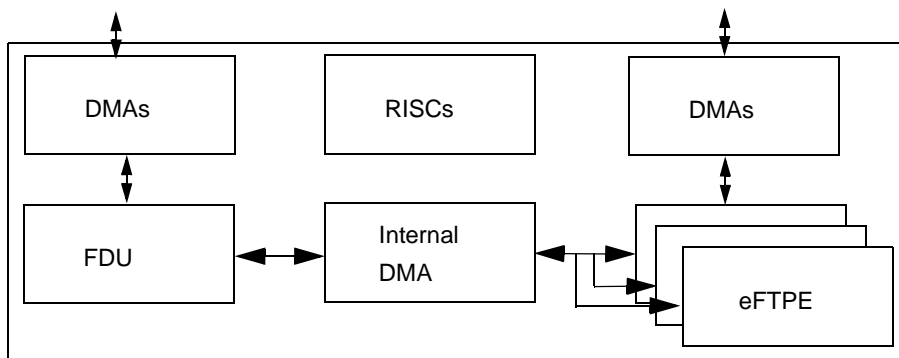 DMAs
RISCs
DMAs
FDU
Internal
DMA
eFTPE